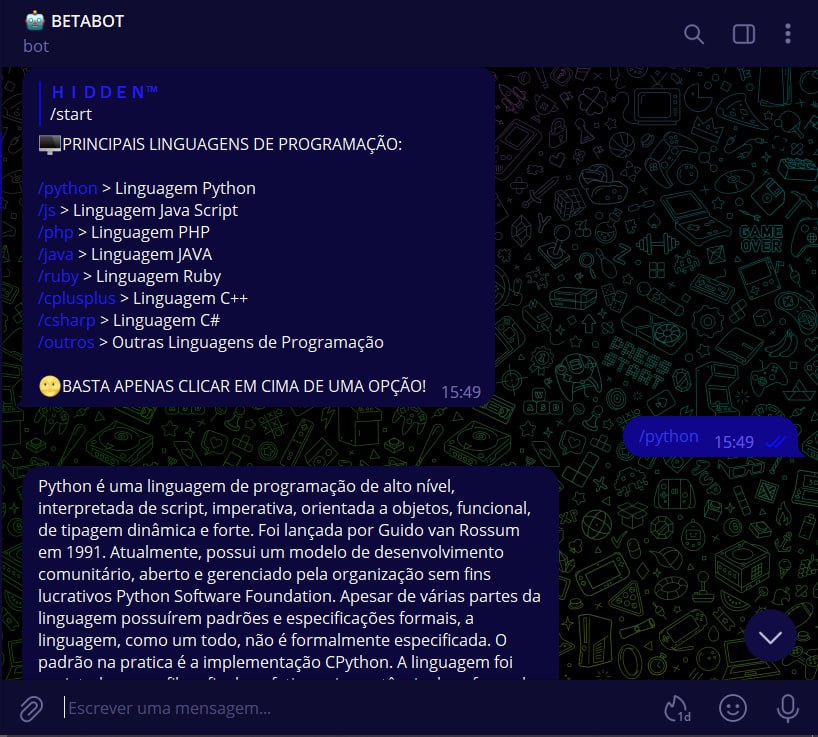 BETABOT
bot
H I D D E N™
/start
PRINCIPAIS LINGUAGENS DE PROGRAMAÇÃO:
/python > Linguagem Python
/js > Linguagem Java Script
/php > Linguagem PHP
/java > Linguagem JAVA
/ruby > Linguagem Ruby
/cplusplus > Linguagem C++
/csharp > Linguagem C#
/outros > Outras Linguagens de Programação
BASTA APENAS CLICAR EM CIMA DE UMA OPÇÃO! 15:49
GAME
OVER
PRESS
START
/python 15:49
Python é uma linguagem de programação de alto nível,
interpretada de script, imperativa, orientada a objetos, funcional,
de tipagem dinâmica e forte. Foi lançada por Guido van Rossum
em 1991. Atualmente, possui um modelo de desenvolvimento
comunitário, aberto e gerenciado pela organização sem fins
lucrativos Python Software Foundation. Apesar de várias partes da
linguagem possuírem padrões e especificações formais, a
linguagem, como um todo, não é formalmente especificada. O
padrão na pratica é a implementação CPython. A linguagem foi
Escrever uma mensagem...
1d